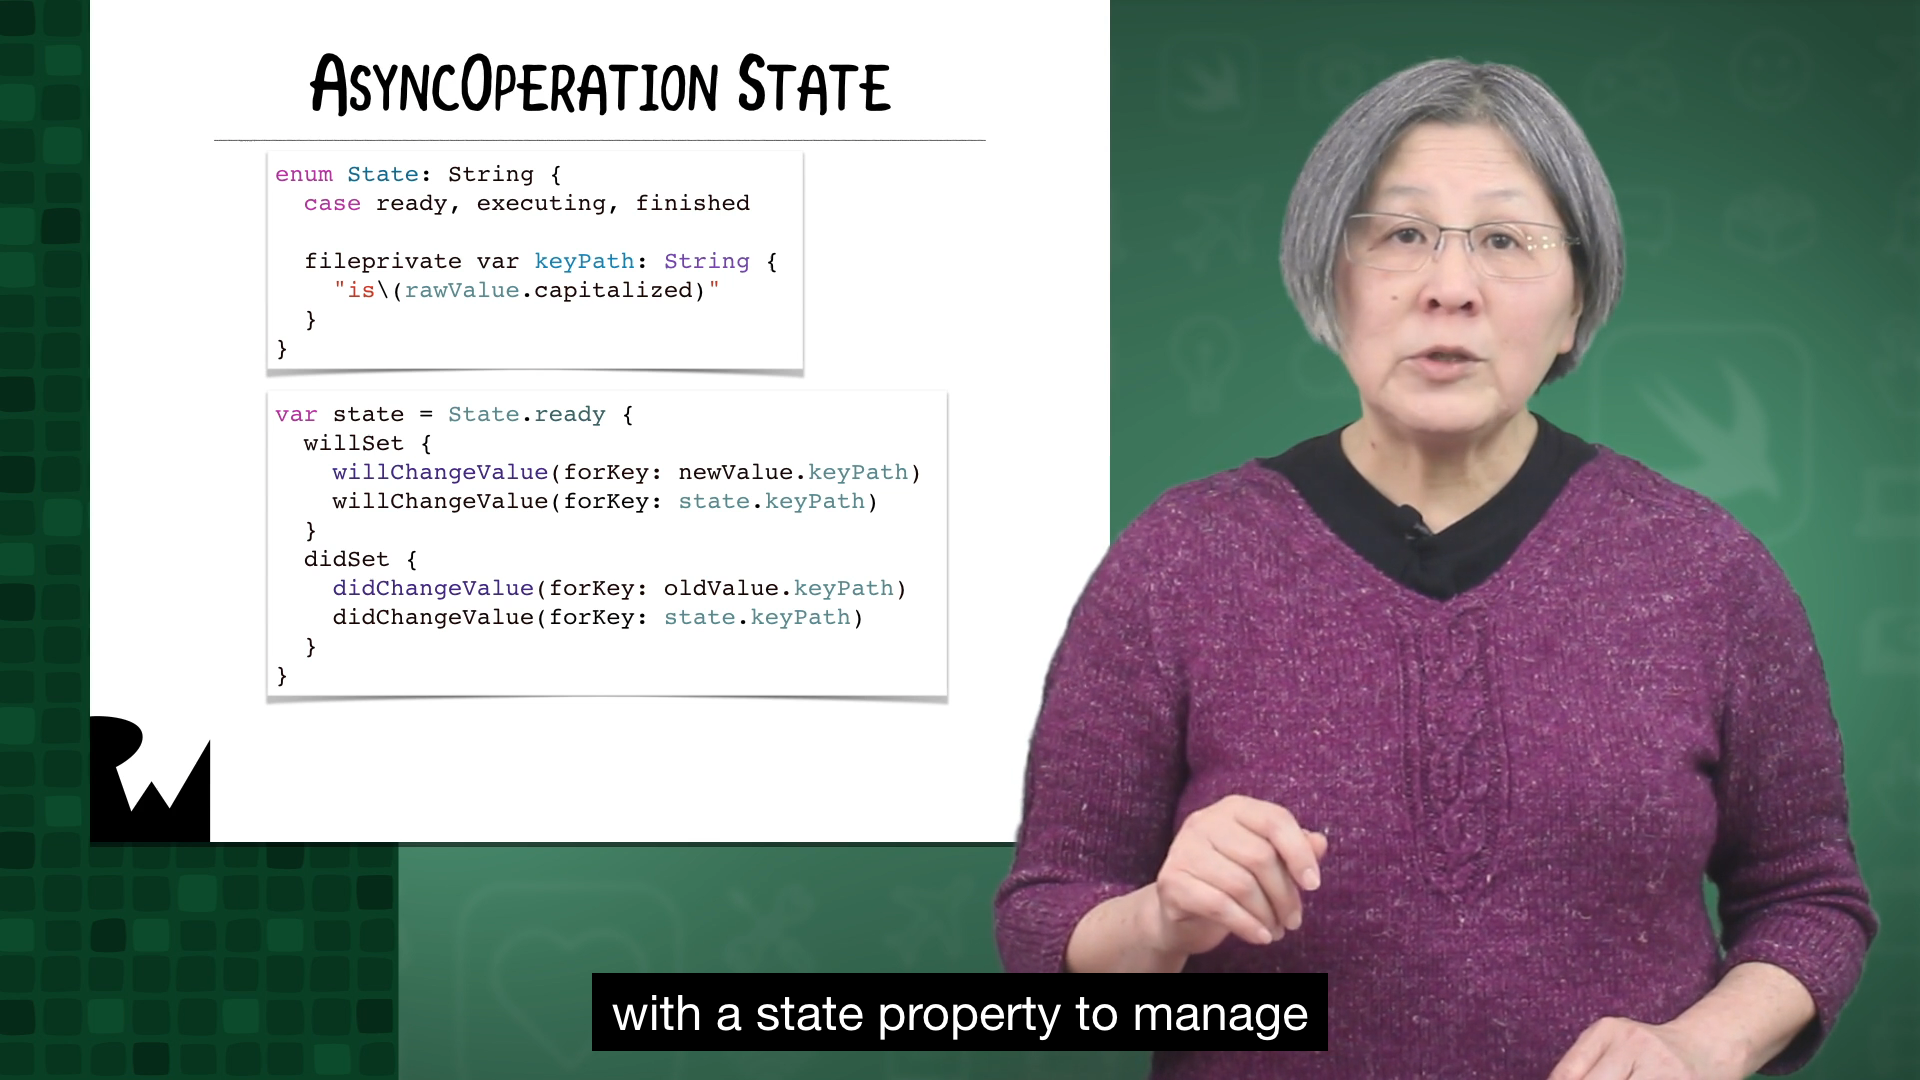 AsyncOperation State
enum State: String {
case ready, executing, finished
fileprivate var keyPath: String {
"is\(rawValue.capitalized)"
}
}
var state = State.ready {
willSet {
willChangeValue(forKey: newValue.keyPath)
willChangeValue(forKey: state.keyPath)
}
didSet {
didChangeValue(forKey: oldValue.keyPath)
didChangeValue(forKey: state.keyPath)
}
}
RW
with a state property to manage